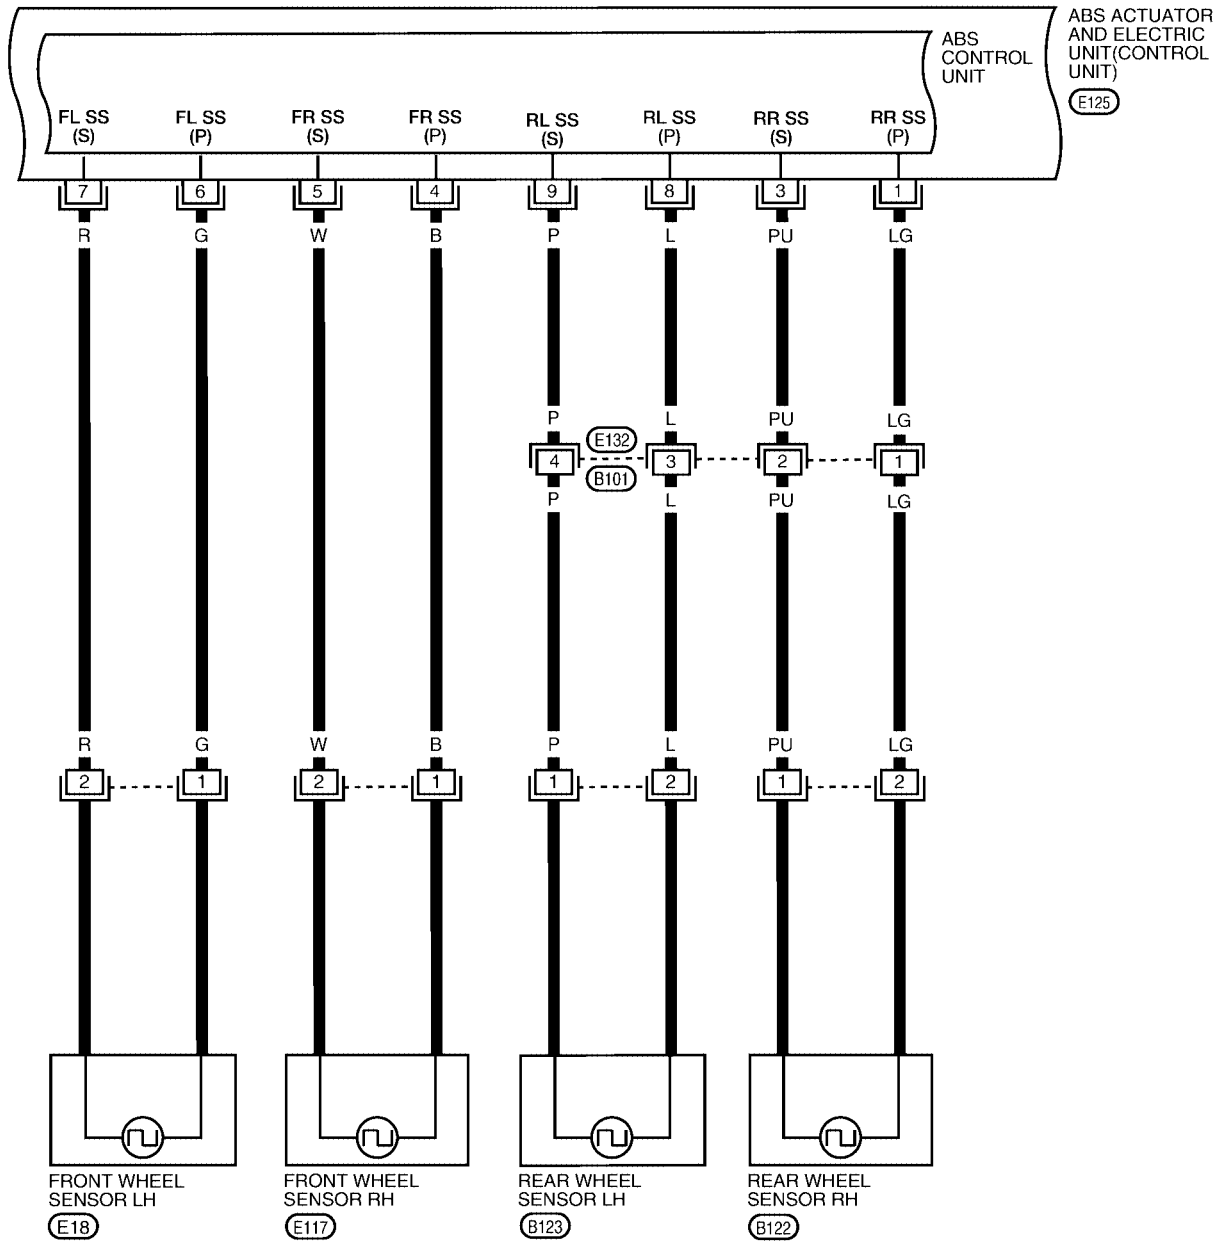 ABS ACTUATOR
AND ELECTRIC
UNIT(CONTROL
UNIT)
E125
ABS
CONTROL
UNIT
FL SS
(S)
FL SS
(P)
FR SS
(S)
FR SS
(P)
RL SS
(S)
RL SS
(P)
RR SS
(S)
RR SS
(P)
7 6 5 4 9 8 3 1
R G W B P L PU LG
P L PU LG
E132
4 3 2 1
B101
P L PU LG
R G W B P L PU LG
2 1 2 1 1 2 1 2
FRONT WHEEL
SENSOR LH
E18
FRONT WHEEL
SENSOR RH
E117
REAR WHEEL
SENSOR LH
B123
REAR WHEEL
SENSOR RH
B122